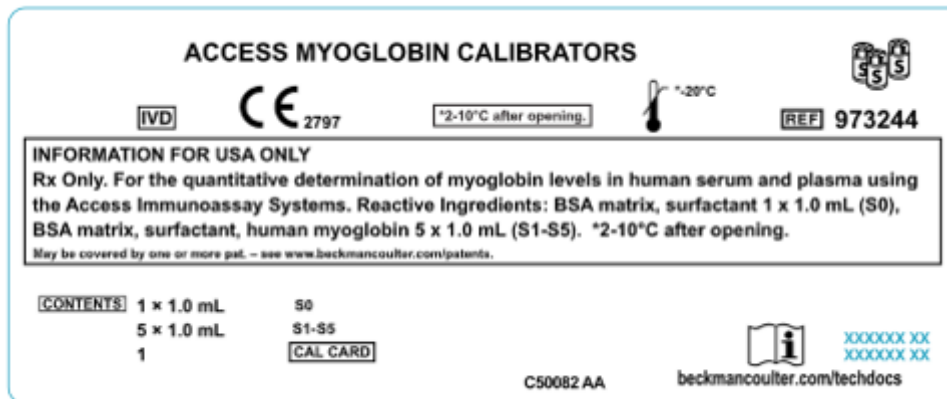 ACCESS MYOGLOBIN CALIBRATORS
S S S
IVD CE 2797 *2-10°C after opening. *-20°C REF 973244
INFORMATION FOR USA ONLY
Rx Only. For the quantitative determination of myoglobin levels in human serum and plasma using
the Access Immunoassay Systems. Reactive Ingredients: BSA matrix, surfactant 1 x 1.0 mL (S0),
BSA matrix, surfactant, human myoglobin 5 x 1.0 mL (S1-S5). *2-10°C after opening.
May be covered by one or more pat. – see www.beckmancoulter.com/patents.
CONTENTS 1 × 1.0 mL S0
5 × 1.0 mL S1-S5
1 CAL CARD
i XXXXXX XX
XXXXXX XX
C50082 AA beckmancoulter.com/techdocs